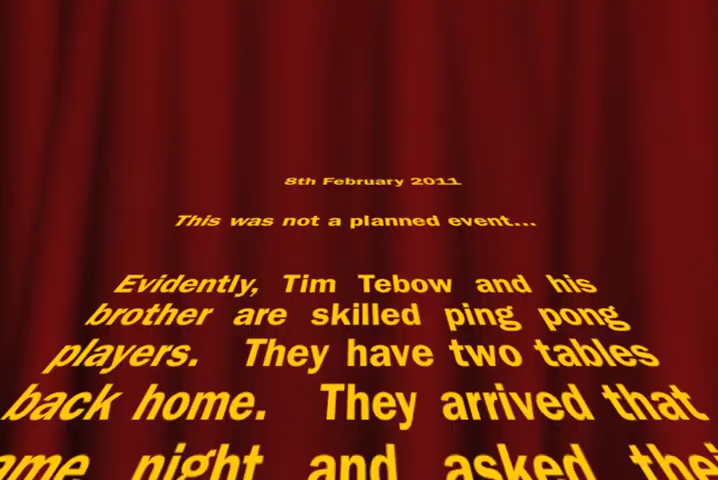 8th February 2011
This was not a planned event...
Evidently, Tim Tebow and his
brother are skilled ping pong
players. They have two tables
back home. They arrived that
night and asked